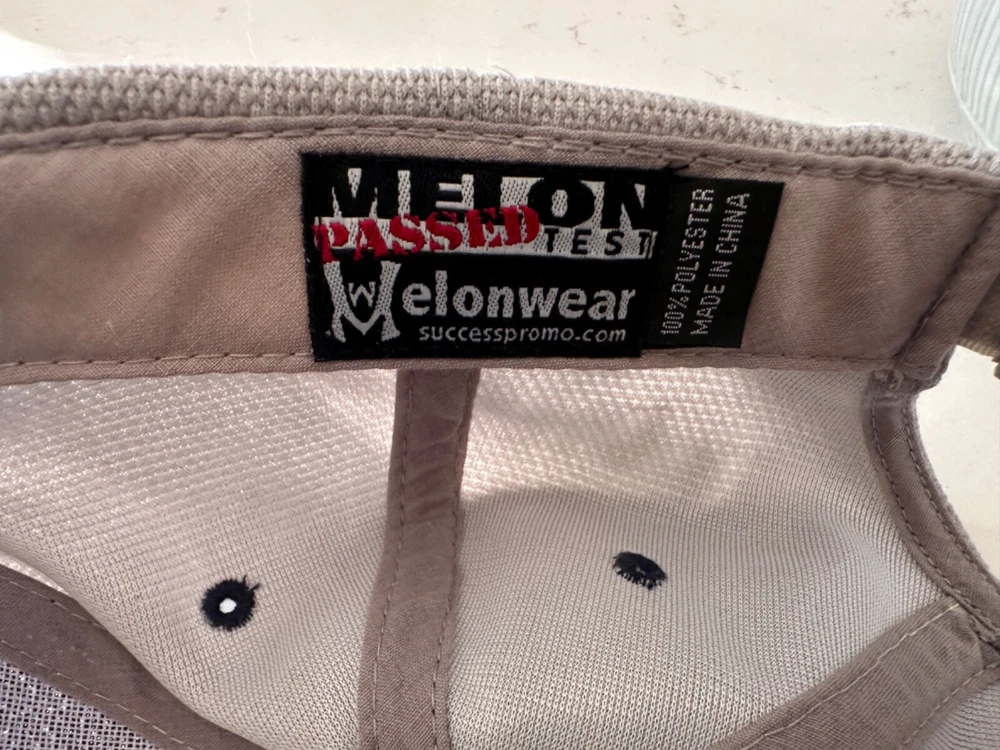 MELON
PASSED
TEST
Melonwear
successpromo.com
100% POLYESTER
MADE IN CHINA